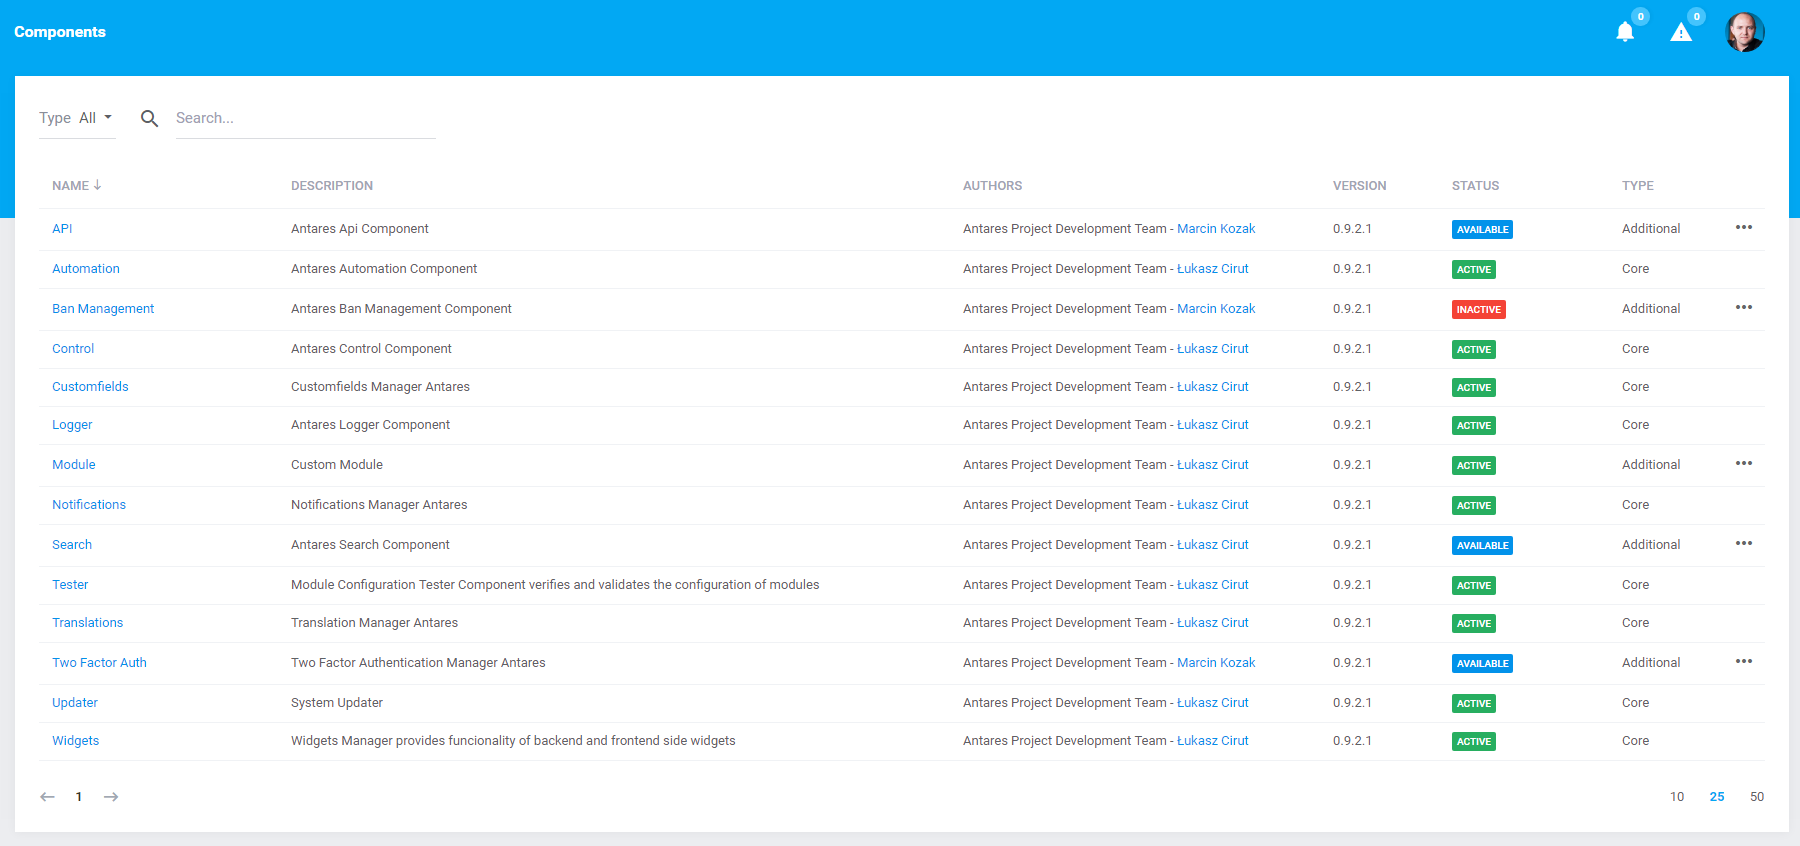 Components 0 0
Type All Search...
NAME DESCRIPTION AUTHORS VERSION STATUS TYPE
API Antares Api Component Antares Project Development Team - Marcin Kozak 0.9.2.1 AVAILABLE Additional
Automation Antares Automation Component Antares Project Development Team - Łukasz Cirut 0.9.2.1 ACTIVE Core
Ban Management Antares Ban Management Component Antares Project Development Team - Marcin Kozak 0.9.2.1 INACTIVE Additional
Control Antares Control Component Antares Project Development Team - Łukasz Cirut 0.9.2.1 ACTIVE Core
Customfields Customfields Manager Antares Antares Project Development Team - Łukasz Cirut 0.9.2.1 ACTIVE Core
Logger Antares Logger Component Antares Project Development Team - Łukasz Cirut 0.9.2.1 ACTIVE Core
Module Custom Module Antares Project Development Team - Łukasz Cirut 0.9.2.1 ACTIVE Additional
Notifications Notifications Manager Antares Antares Project Development Team - Łukasz Cirut 0.9.2.1 ACTIVE Core
Search Antares Search Component Antares Project Development Team - Łukasz Cirut 0.9.2.1 AVAILABLE Additional
Tester Module Configuration Tester Component verifies and validates the configuration of modules Antares Project Development Team - Łukasz Cirut 0.9.2.1 ACTIVE Core
Translations Translation Manager Antares Antares Project Development Team - Łukasz Cirut 0.9.2.1 ACTIVE Core
Two Factor Auth Two Factor Authentication Manager Antares Antares Project Development Team - Marcin Kozak 0.9.2.1 AVAILABLE Additional
Updater System Updater Antares Project Development Team - Łukasz Cirut 0.9.2.1 ACTIVE Core
Widgets Widgets Manager provides funcionality of backend and frontend side widgets Antares Project Development Team - Łukasz Cirut 0.9.2.1 ACTIVE Core
1 10 25 50